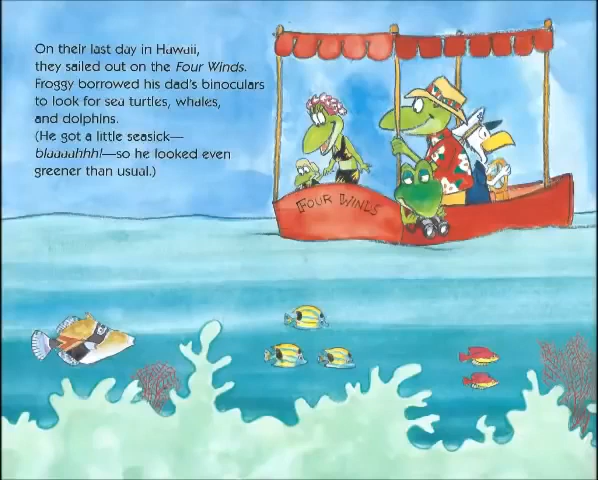 On their last day in Hawaii,
they sailed out on the Four Winds.
Froggy borrowed his dad's binoculars
to look for sea turtles, whales,
and dolphins.
(He got a little seasick—
blaaaahhh!—so he looked even
greener than usual.)
FOUR WINDS